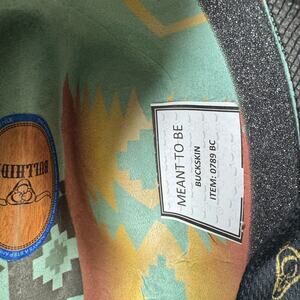 MEANT TO BE
BUCKSKIN
ITEM: 0789 BC
BULLHIDE